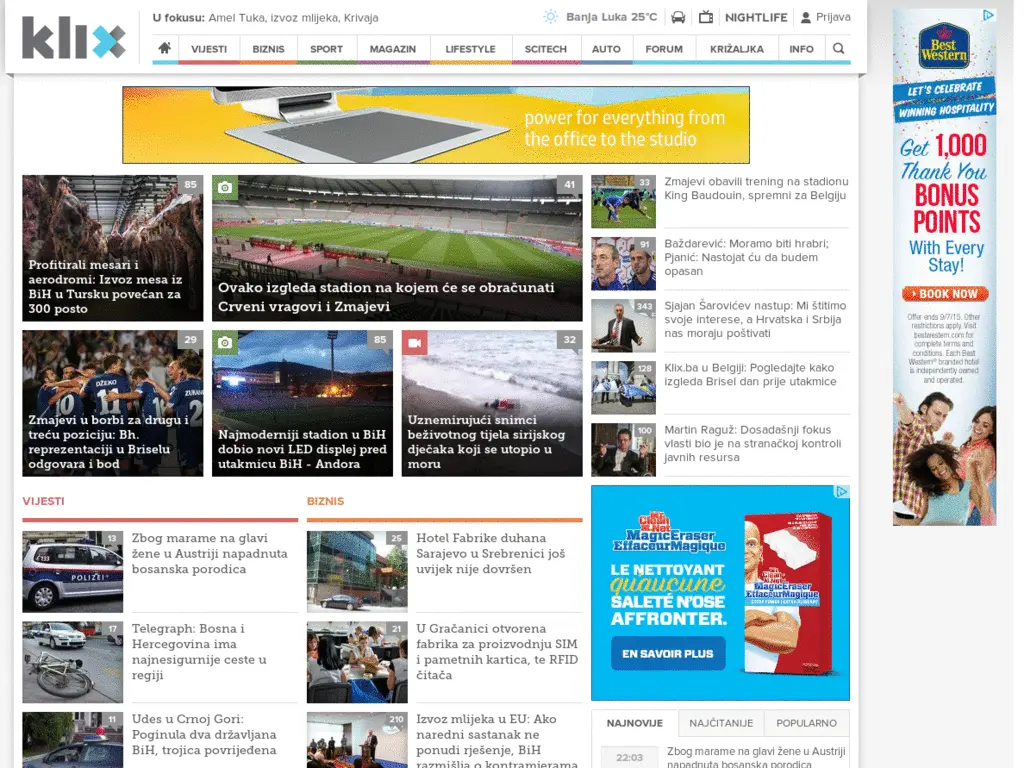 klix
U fokusu: Amel Tuka, izvoz mlijeka, Krivaja
Banja Luka 25°C
NIGHTLIFE
Prijava
VIJESTI
BIZNIS
SPORT
MAGAZIN
LIFESTYLE
SCITECH
AUTO
FORUM
KRIŽALJKA
INFO
power for everything from
the office to the studio
85
Profitirali mesari i
aerodromi: Izvoz mesa iz
BiH u Tursku povećan za
300 posto
41
Ovako izgleda stadion na kojem će se obračunati
Crveni vragovi i Zmajevi
29
DŽEKO
Zmajevi u borbi za drugu i
treću poziciju: Bh.
reprezentaciji u Briselu
odgovara i bod
85
Najmoderniji stadion u BiH
dobio novi LED displej pred
utakmicu BiH - Andora
32
Uznemirujući snimci
beživotnog tijela sirijskog
dječaka koji se utopio u
moru
33
Zmajevi obavili trening na stadionu
King Baudouin, spremni za Belgiju
91
Baždarević: Moramo biti hrabri;
Pjanić: Nastojat ću da budem
opasan
343
Sjajan Šarovićev nastup: Mi štitimo
svoje interese, a Hrvatska i Srbija
nas moraju poštivati
128
Klix.ba u Belgiji: Pogledajte kako
izgleda Brisel dan prije utakmice
100
Martin Raguž: Dosadašnji fokus
vlasti bio je na stranačkoj kontroli
javnih resursa
VIJESTI
13
POLIZEI
Zbog marame na glavi
žene u Austriji napadnuta
bosanska porodica
17
Telegraph: Bosna i
Hercegovina ima
najnesigurnije ceste u
regiji
11
Udes u Crnoj Gori:
Poginula dva državljana
BiH, trojica povrijeđena
BIZNIS
25
Hotel Fabrike duhana
Sarajevo u Srebrenici još
uvijek nije dovršen
21
U Gračanici otvorena
fabrika za proizvodnju SIM
i pametnih kartica, te RFID
čitača
210
Izvoz mlijeka u EU: Ako
naredni sastanak ne
ponudi rješenje, BiH
razmišlja o kontramjerama
Mr.Clean
M.Net
MagicEraser
EffaceurMagique
LE NETTOYANT
quaucune
SALETÉ N'OSE
AFFRONTER.
EN SAVOIR PLUS
MagicEraser
EffaceurMagique
NAJNOVIJE
NAJČITANIJE
POPULARNO
22:03
Zbog marame na glavi žene u Austriji
napadnuta bosanska porodica
Best
Western
LET'S CELEBRATE
WINNING HOSPITALITY
Get 1,000
Thank You
BONUS
POINTS
With Every
Stay!
BOOK NOW
Offer ends 9/7/15. Other
restrictions apply. Visit
bestwestern.com for
complete terms and
conditions. Each Best
Western® branded hotel
is independently owned
and operated.